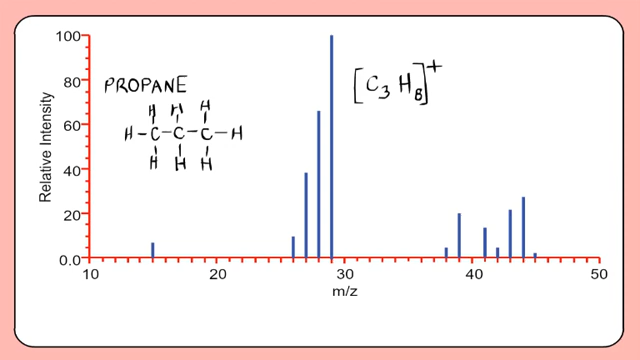 100
80
60
40
20
0.0
Relative Intensity
10 20 30 40 50
m/z
PROPANE
H H H
H-C-C-C-H
H H H
[C₃H₈]⁺